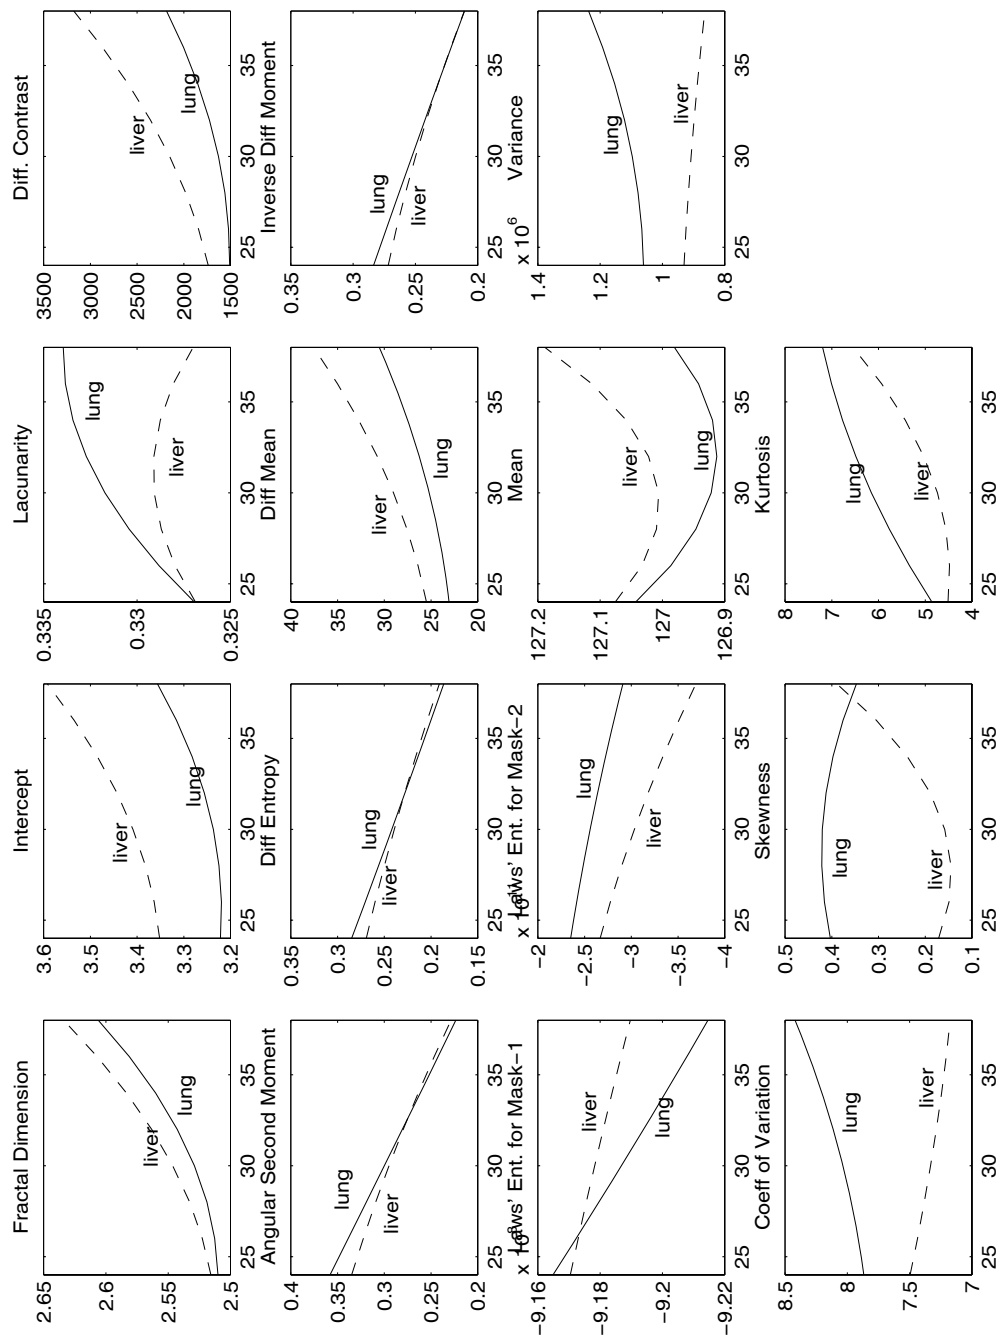 Fractal Dimension
2.65
2.55
2.5
liver
lung
25
30
35
Intercept
3.6
3.5
3.4
3.3
3.2
liver
lung
25
30
35
Lacunarity
0.335
0.33
0.325
lung
liver
25
30
35
Diff. Contrast
3500
3000
2500
2000
1500
liver
lung
25
30
35
Angular Second Moment
0.4
0.35
0.3
0.25
0.2
lung
liver
25
30
35
Diff Entropy
0.35
0.3
0.25
0.2
0.15
lung
liver
25
30
35
Diff Mean
40
35
30
25
20
liver
lung
25
30
35
Inverse Diff Moment
0.35
0.3
0.25
0.2
lung
liver
25
30
35
Laws' Ent. for Mask−1
x 10
−9.16
−9.18
−9.2
−9.22
liver
lung
25
30
35
Laws' Ent. for Mask−2
x 10
−2
−2.5
−3
−3.5
−4
lung
liver
25
30
35
Mean
127.2
127.1
127
126.9
liver
lung
25
30
35
Variance
x 10⁶
1.4
1.2
1
0.8
lung
liver
25
30
35
Coeff of Variation
8.5
8
7.5
7
lung
liver
25
30
35
Skewness
0.5
0.4
0.3
0.2
0.1
lung
liver
25
30
35
Kurtosis
8
7
6
5
4
lung
liver
25
30
35